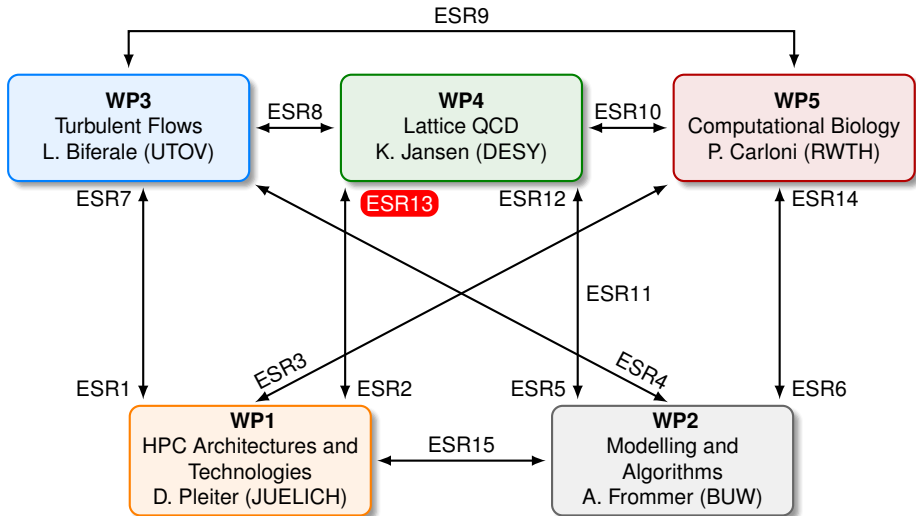 ESR9
WP3
Turbulent Flows
L. Biferale (UTOV)
ESR8
WP4
Lattice QCD
K. Jansen (DESY)
ESR10
WP5
Computational Biology
P. Carloni (RWTH)
ESR7
ESR13
ESR12
ESR14
ESR11
ESR3
ESR4
ESR1
ESR2
ESR5
ESR6
WP1
HPC Architectures and
Technologies
D. Pleiter (JUELICH)
ESR15
WP2
Modelling and
Algorithms
A. Frommer (BUW)